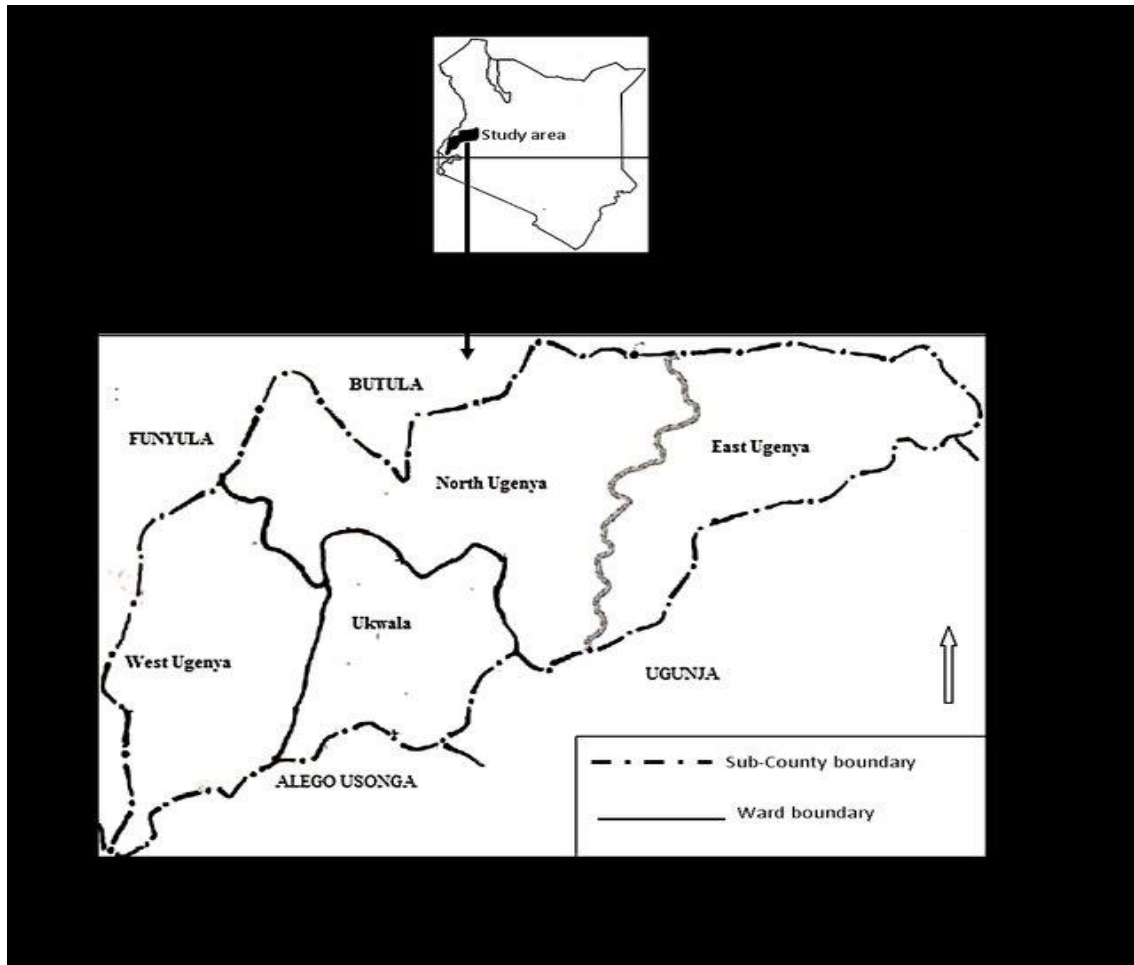 Study area
BUTULA
FUNYULA
East Ugenya
North Ugenya
Ukwala
West Ugenya
UGUNJA
ALEGO USONGA
Sub-County boundary
Ward boundary